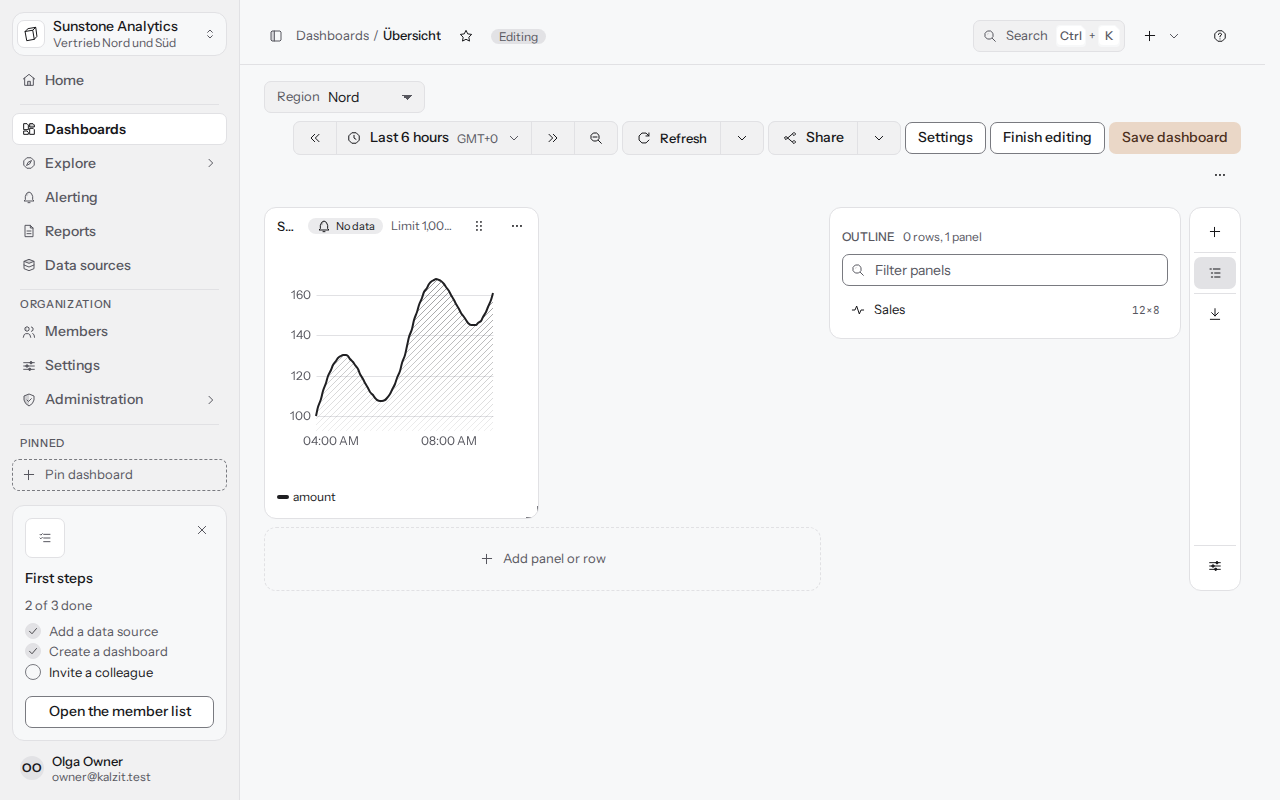 Sunstone Analytics
Vertrieb Nord und Süd
Home
Dashboards
Explore
Alerting
Reports
Data sources
ORGANIZATION
Members
Settings
Administration
PINNED
Pin dashboard
First steps
2 of 3 done
Add a data source
Create a dashboard
Invite a colleague
Open the member list
OO
Olga Owner
owner@kalzit.test
Dashboards / Übersicht
Editing
Search Ctrl + K
Region Nord
Last 6 hours GMT+0
Refresh
Share
Settings
Finish editing
Save dashboard
S... No data Limit 1,00...
160
140
120
100
04:00 AM 08:00 AM
amount
Add panel or row
OUTLINE 0 rows, 1 panel
Filter panels
Sales 12×8